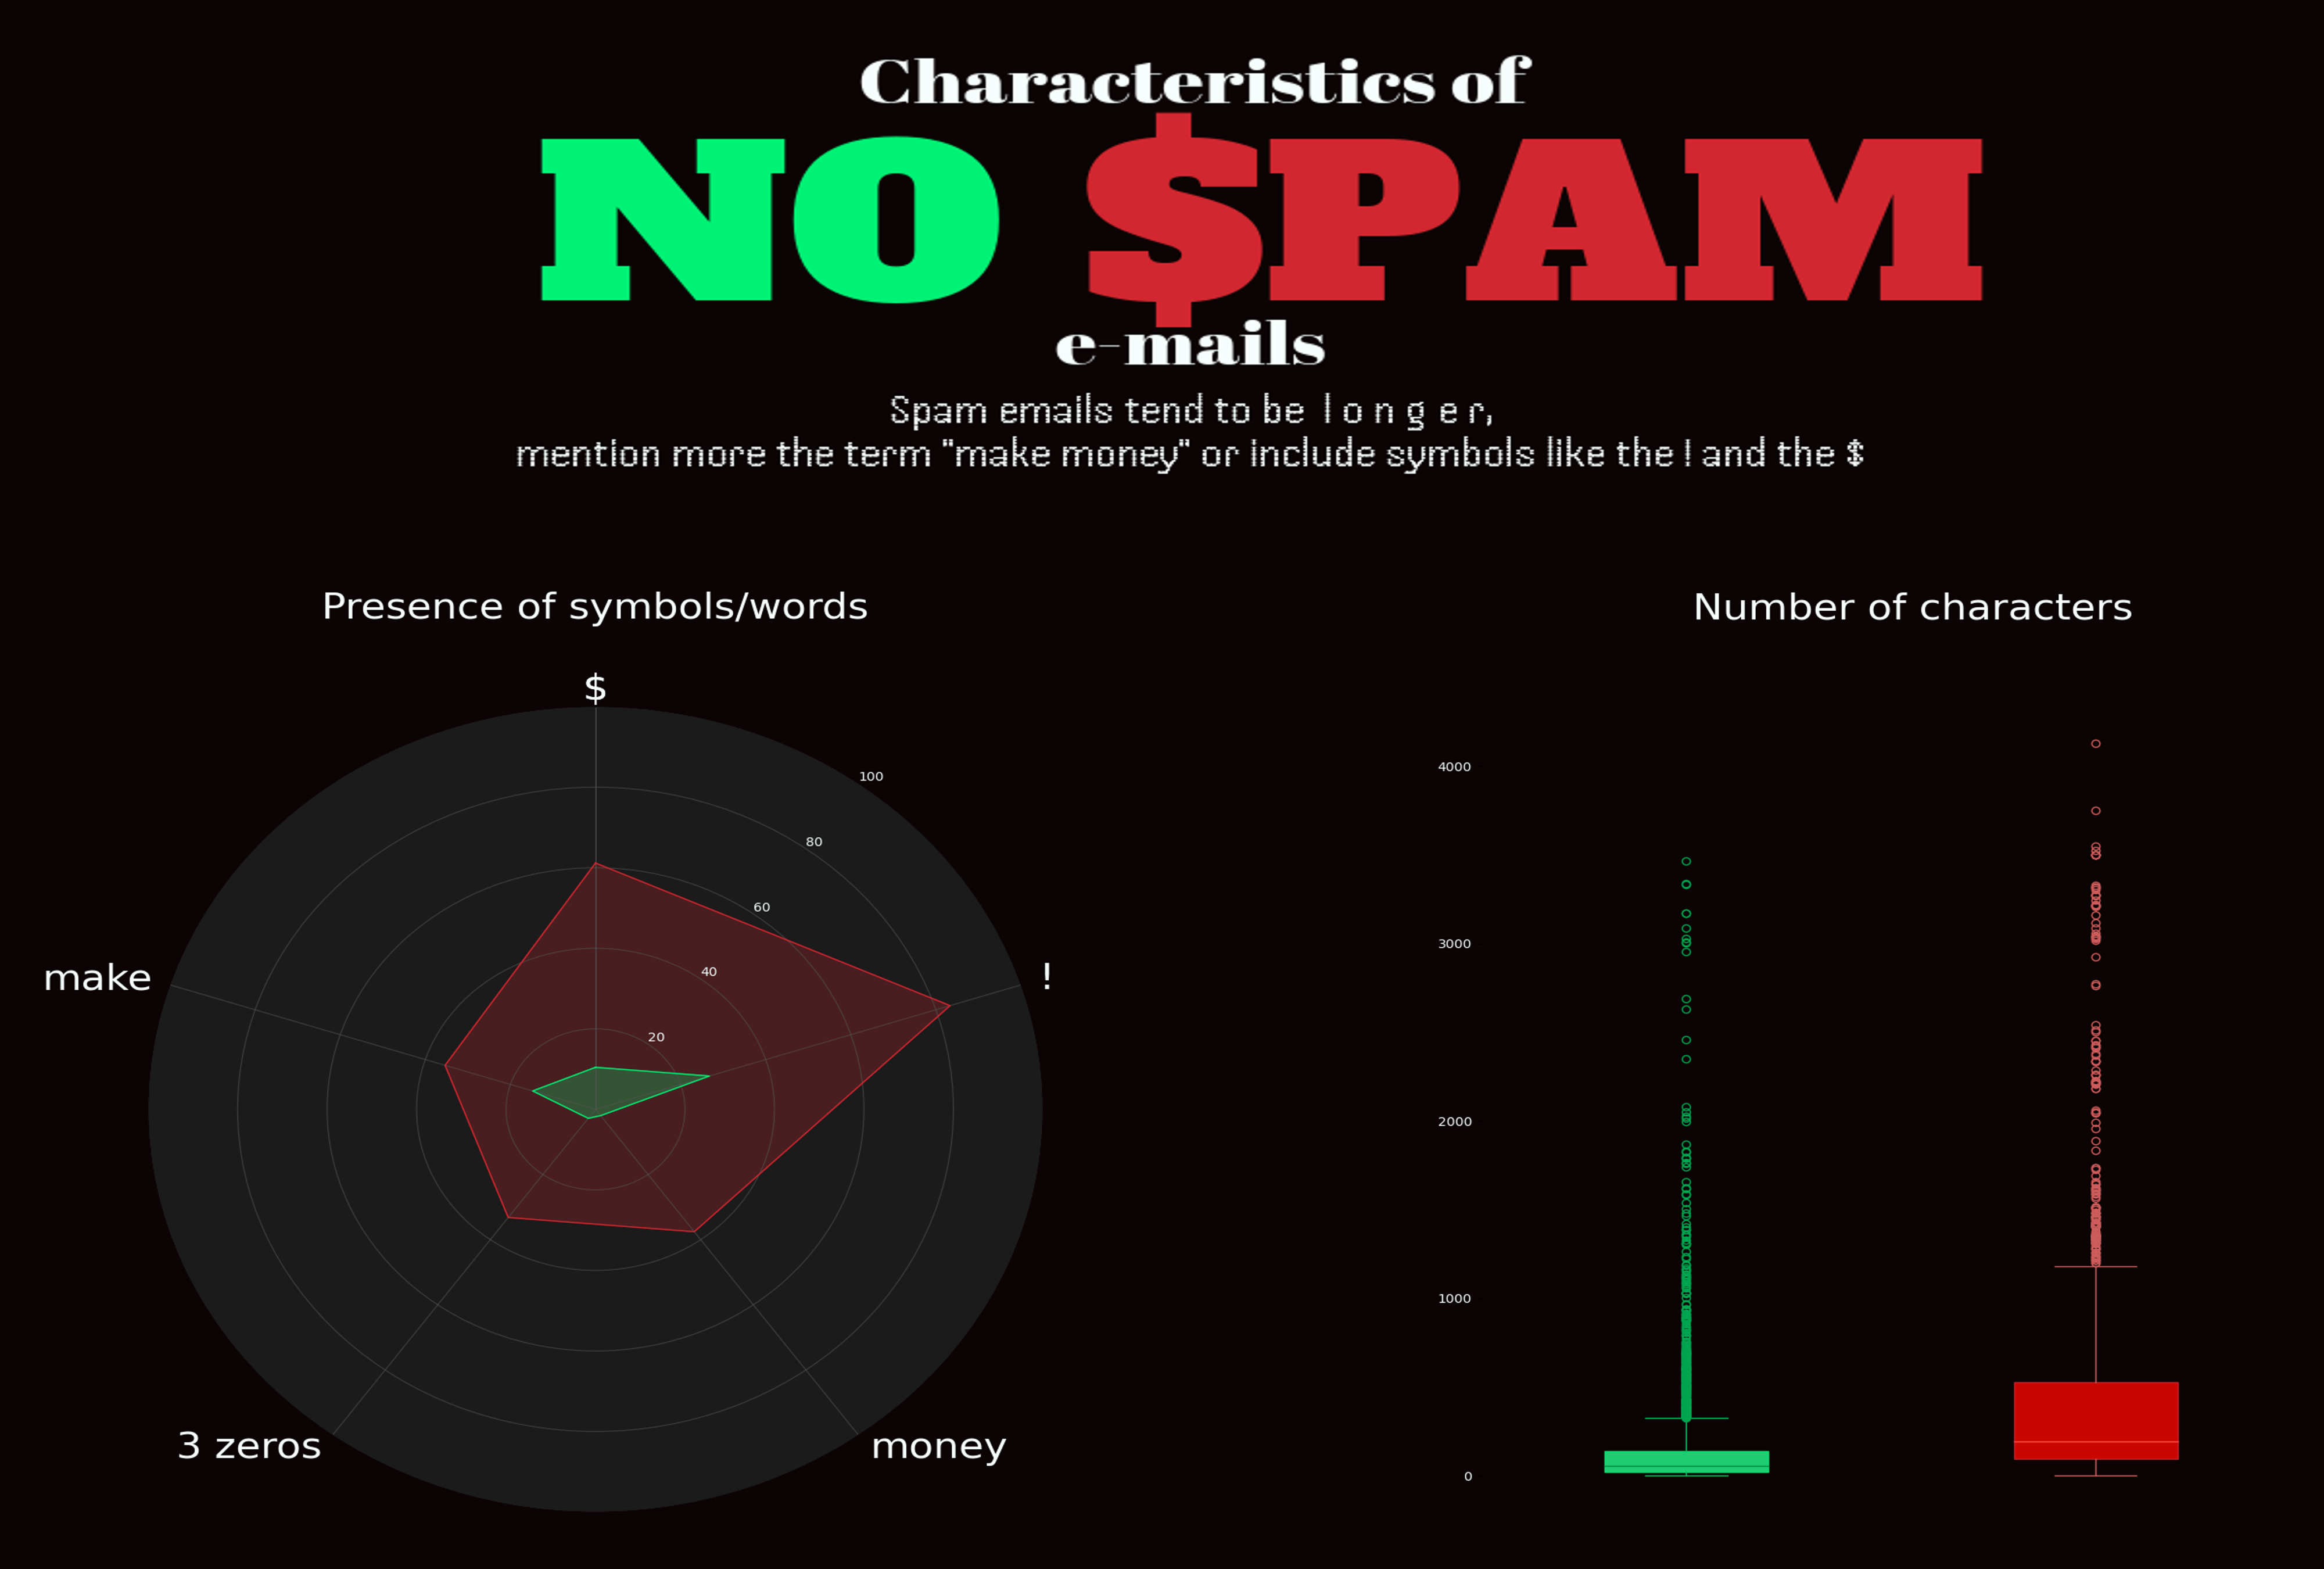 Characteristics of
NO $PAM
e-mails
Spam emails tend to be l o n g e r,
mention more the term "make money" or include symbols like the ! and the $
Presence of symbols/words
$
100
80
60
40
20
make
!
3 zeros
money
Number of characters
4000
3000
2000
1000
0